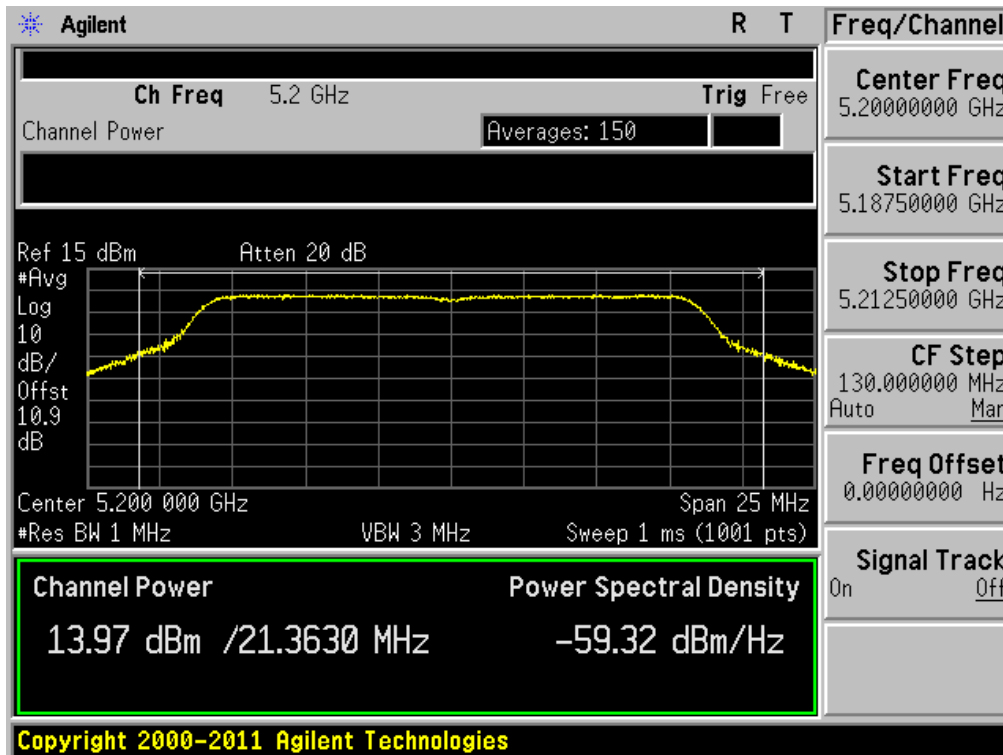 Agilent
R T
Freq/Channel
Ch Freq 5.2 GHz
Trig Free
Channel Power
Averages: 150
Center Freq
5.20000000 GHz
Start Freq
5.18750000 GHz
Stop Freq
5.21250000 GHz
CF Step
130.000000 MHz
Auto Man
Freq Offset
0.00000000 Hz
Signal Track
On Off
Ref 15 dBm
Atten 20 dB
#Avg
Log
10
dB/
Offst
10.9
dB
Center 5.200 000 GHz
Span 25 MHz
#Res BW 1 MHz
VBW 3 MHz
Sweep 1 ms (1001 pts)
Channel Power
Power Spectral Density
13.97 dBm /21.3630 MHz
-59.32 dBm/Hz
Copyright 2000-2011 Agilent Technologies